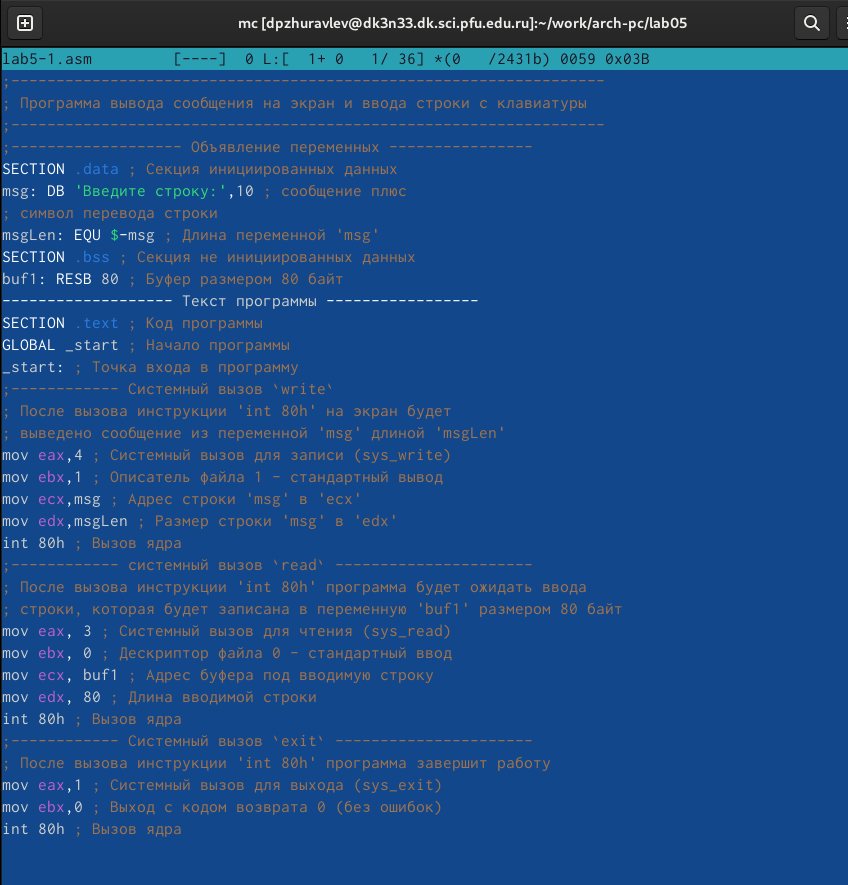 mc [dpzhuravlev@dk3n33.dk.sci.pfu.edu.ru]:~/work/arch-pc/lab05
lab5-1.asm         [----]  0 L:[  1+ 0   1/ 36] *(0   /2431b) 0059 0x03B
;------------------------------------------------------------------
; Программа вывода сообщения на экран и ввода строки с клавиатуры
;------------------------------------------------------------------
;------------------- Объявление переменных ----------------
SECTION .data ; Секция инициированных данных
msg: DB 'Введите строку:',10 ; сообщение плюс
; символ перевода строки
msgLen: EQU $-msg ; Длина переменной 'msg'
SECTION .bss ; Секция не инициированных данных
buf1: RESB 80 ; Буфер размером 80 байт
------------------- Текст программы -----------------
SECTION .text ; Код программы
GLOBAL _start ; Начало программы
_start: ; Точка входа в программу
;------------ Системный вызов `write`
; После вызова инструкции 'int 80h' на экран будет
; выведено сообщение из переменной 'msg' длиной 'msgLen'
mov eax,4 ; Системный вызов для записи (sys_write)
mov ebx,1 ; Описатель файла 1 - стандартный вывод
mov ecx,msg ; Адрес строки 'msg' в 'ecx'
mov edx,msgLen ; Размер строки 'msg' в 'edx'
int 80h ; Вызов ядра
;------------ системный вызов `read` ----------------------
; После вызова инструкции 'int 80h' программа будет ожидать ввода
; строки, которая будет записана в переменную 'buf1' размером 80 байт
mov eax, 3 ; Системный вызов для чтения (sys_read)
mov ebx, 0 ; Дескриптор файла 0 - стандартный ввод
mov ecx, buf1 ; Адрес буфера под вводимую строку
mov edx, 80 ; Длина вводимой строки
int 80h ; Вызов ядра
;------------ Системный вызов `exit` ----------------------
; После вызова инструкции 'int 80h' программа завершит работу
mov eax,1 ; Системный вызов для выхода (sys_exit)
mov ebx,0 ; Выход с кодом возврата 0 (без ошибок)
int 80h ; Вызов ядра